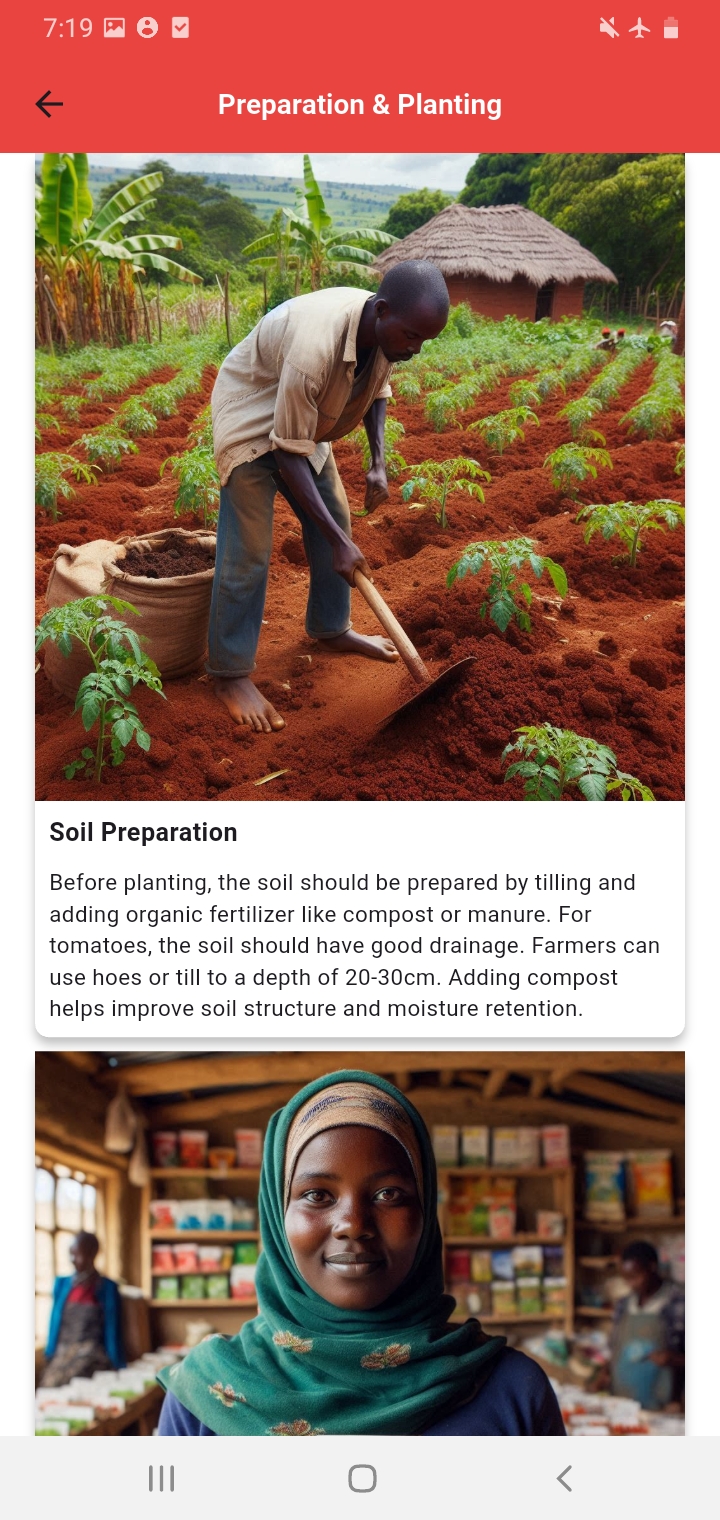 7:19
Preparation & Planting
Soil Preparation
Before planting, the soil should be prepared by tilling and
adding organic fertilizer like compost or manure. For
tomatoes, the soil should have good drainage. Farmers can
use hoes or till to a depth of 20-30cm. Adding compost
helps improve soil structure and moisture retention.